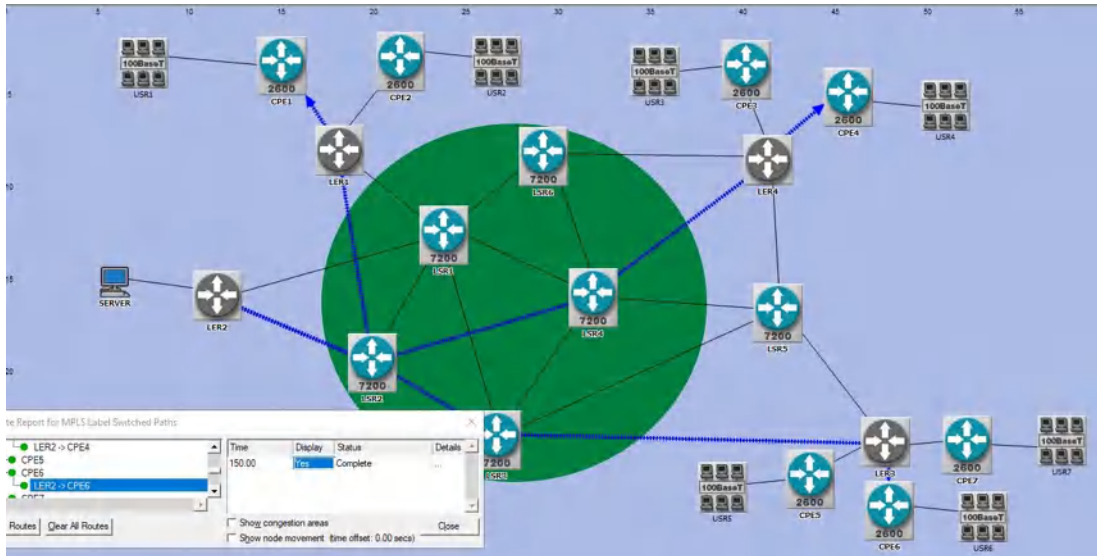 0 5 10 15 20 25 30 35 40 45 50 55
5
10
15
20
100BaseT
USR1
2600
CPE1
2600
CPE2
100BaseT
USR2
100BaseT
USR3
2600
CPE3
2600
CPE4
100BaseT
USR4
LER1
7200
LSR6
LER4
7200
LSR1
SERVER
LER2
7200
LSR4
7200
LSR5
7200
LSR2
7200
LSR3
LER3
2600
CPE7
100BaseT
USR7
100BaseT
USR5
2600
CPE5
2600
CPE6
100BaseT
USR6
te Report for MPLS Label Switched Paths
LER2 -> CPE4
CPE5
CPE6
LER2 -> CPE6
CPE7
Time Display Status Details
150.00 Yes Complete ...
Routes Clear All Routes
Show congestion areas
Show node movement (time offset: 0.00 secs)
Close